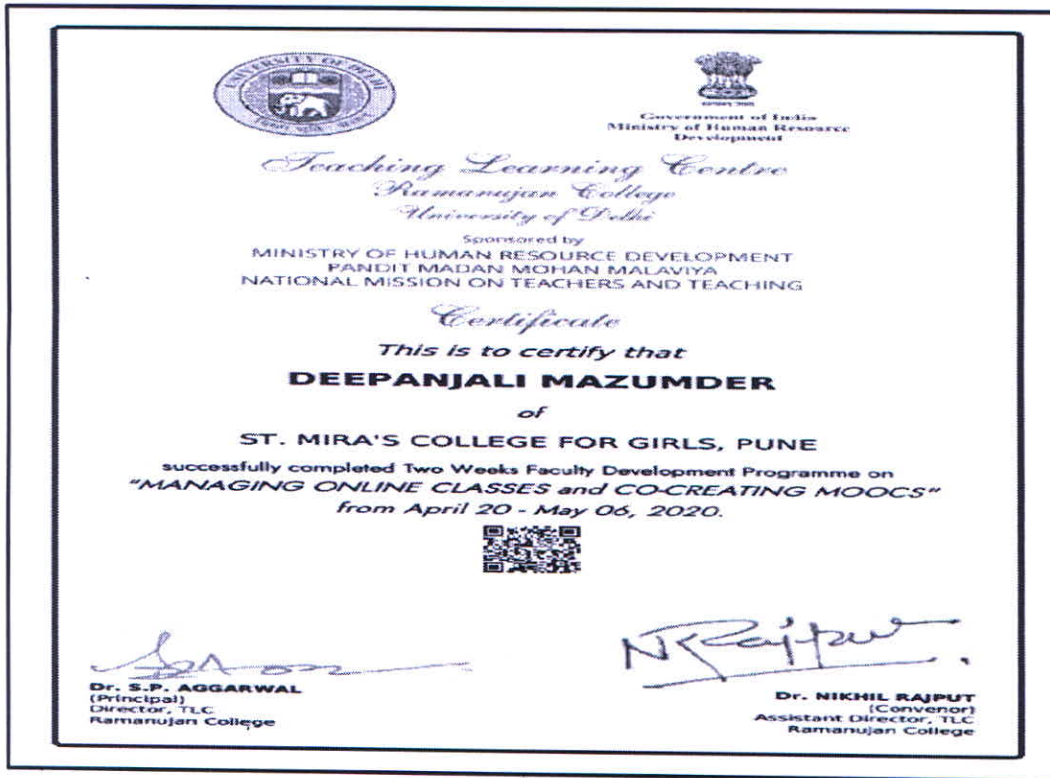 UNIVERSITY OF DELHI
Government of India
Ministry of Human Resource
Development
Teaching Learning Centre
Ramanujan College
University of Delhi
Sponsored by
MINISTRY OF HUMAN RESOURCE DEVELOPMENT
PANDIT MADAN MOHAN MALAVIYA
NATIONAL MISSION ON TEACHERS AND TEACHING
Certificate
This is to certify that
DEEPANJALI MAZUMDER
of
ST. MIRA'S COLLEGE FOR GIRLS, PUNE
successfully completed Two Weeks Faculty Development Programme on
"MANAGING ONLINE CLASSES and CO-CREATING MOOCS"
from April 20 - May 06, 2020.
NKRajput
Dr. S.P. AGGARWAL
(Principal)
Director, TLC
Ramanujan College
Dr. NIKHIL RAJPUT
(Convenor)
Assistant Director, TLC
Ramanujan College